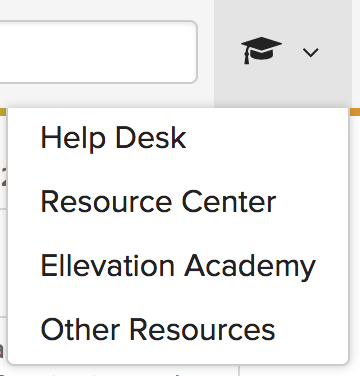 Help Desk
Resource Center
Ellevation Academy
Other Resources